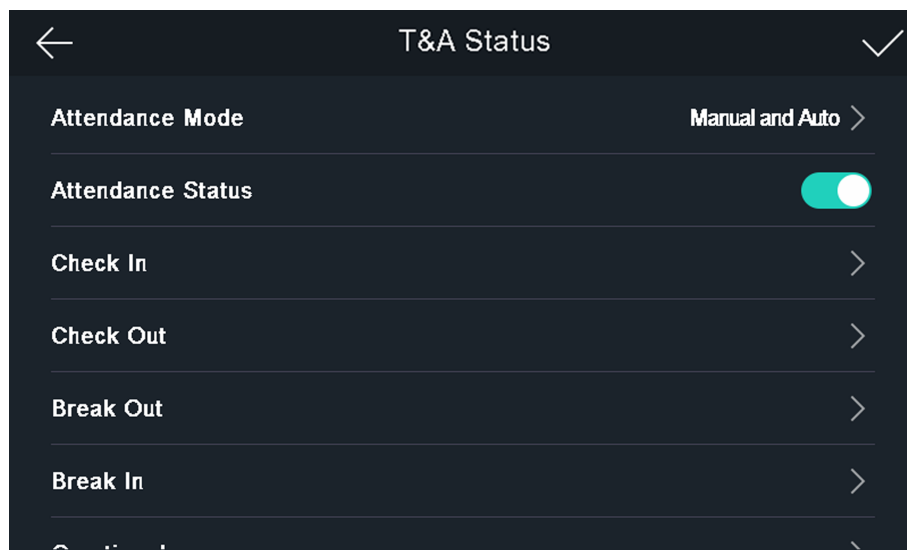 T&A Status
Attendance Mode Manual and Auto
Attendance Status
Check In
Check Out
Break Out
Break In